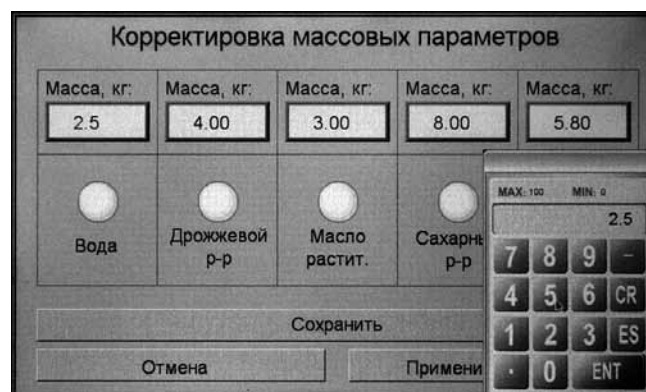 Корректировка массовых параметров
Масса, кг: Масса, кг: Масса, кг: Масса, кг: Масса, кг:
2.5 4.00 3.00 8.00 5.80
MAX: 100 MIN: 0
2.5
Вода
Дрожжевой
р-р
Масло
растит.
Сахарны
р-р
7 8 9 -
4 5 6 CR
1 2 3 ES
. 0 ENT
Сохранить
Отмена Примени